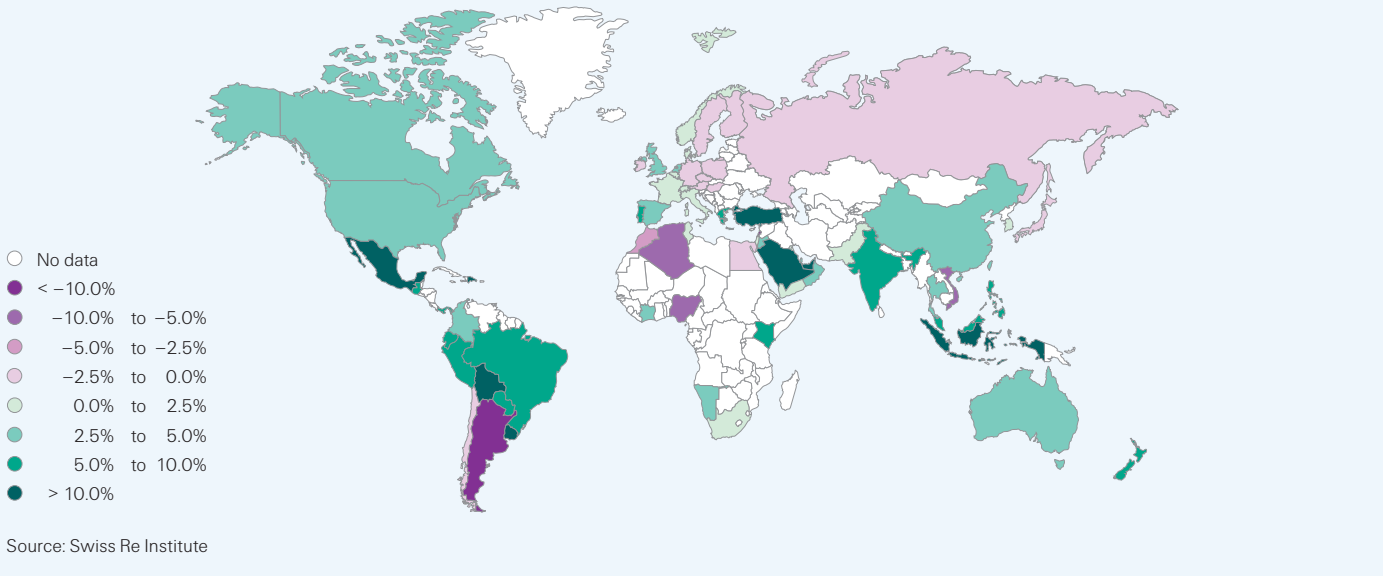 No data
< −10.0%
−10.0% to −5.0%
−5.0% to −2.5%
−2.5% to 0.0%
0.0% to 2.5%
2.5% to 5.0%
5.0% to 10.0%
> 10.0%
Source: Swiss Re Institute